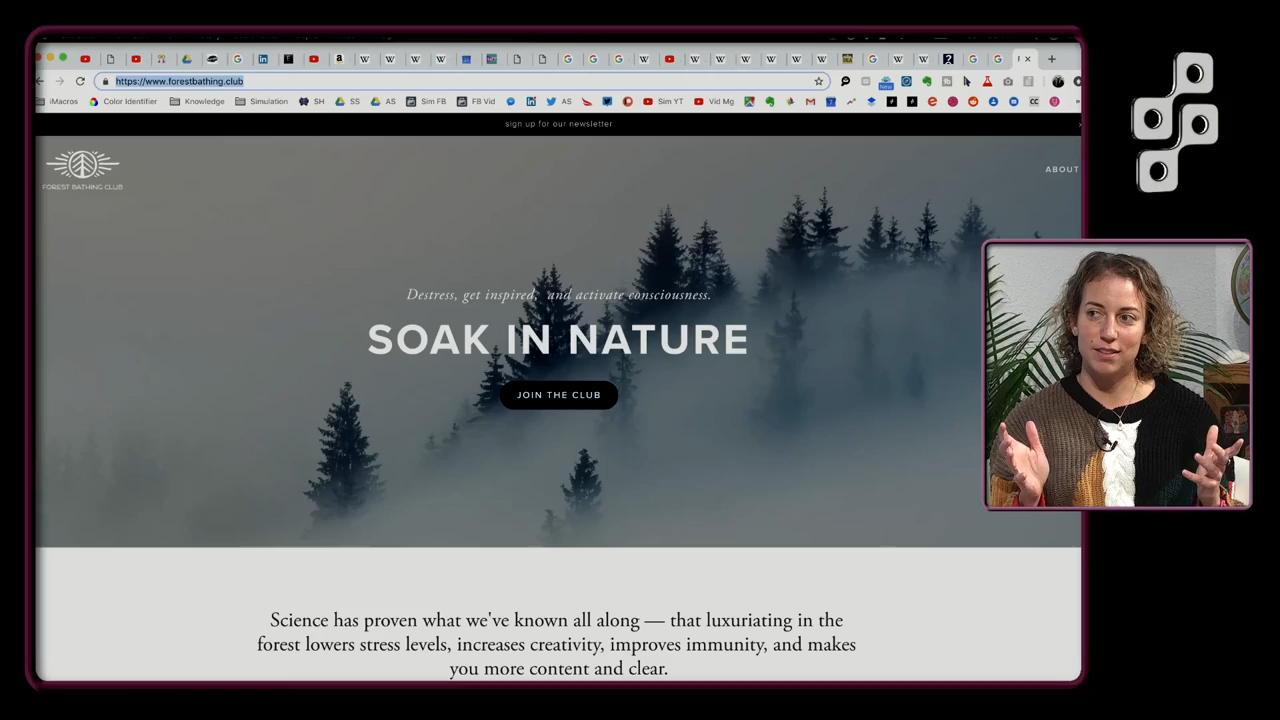 https://www.forestbathing.club
New
iMacros
Color Identifier
Knowledge
Simulation
SH
SS
AS
Sim FB
FB Vid
AS
Sim YT
Vid Mg
sign up for our newsletter
FOREST BATHING CLUB
ABOUT
Destress, get inspired, and activate consciousness.
SOAK IN NATURE
JOIN THE CLUB
Science has proven what we've known all along — that luxuriating in the
forest lowers stress levels, increases creativity, improves immunity, and makes
you more content and clear.